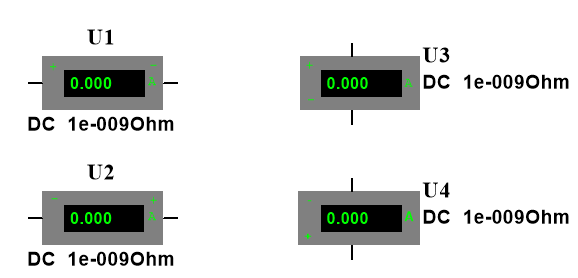 U1
+ −
0.000 A
DC 1e-009Ohm
U3
+
0.000 A
−
DC 1e-009Ohm
U2
− +
0.000 A
DC 1e-009Ohm
U4
−
0.000 A
+
DC 1e-009Ohm